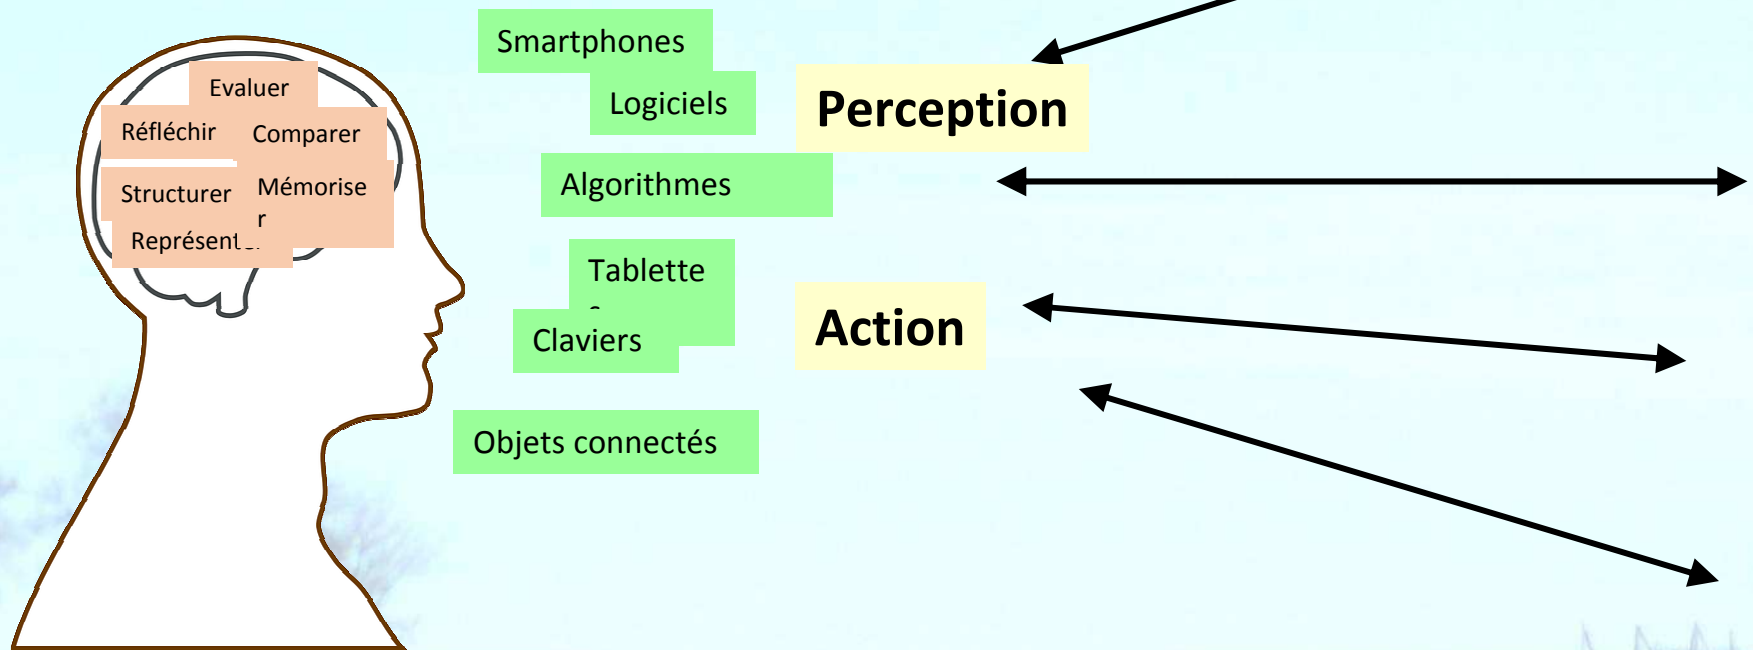 Evaluer
Réfléchir
Comparer
Structurer
Mémorise
r
Smartphones
Logiciels
Algorithmes
Tablette
Claviers
Objets connectés
Perception
Action